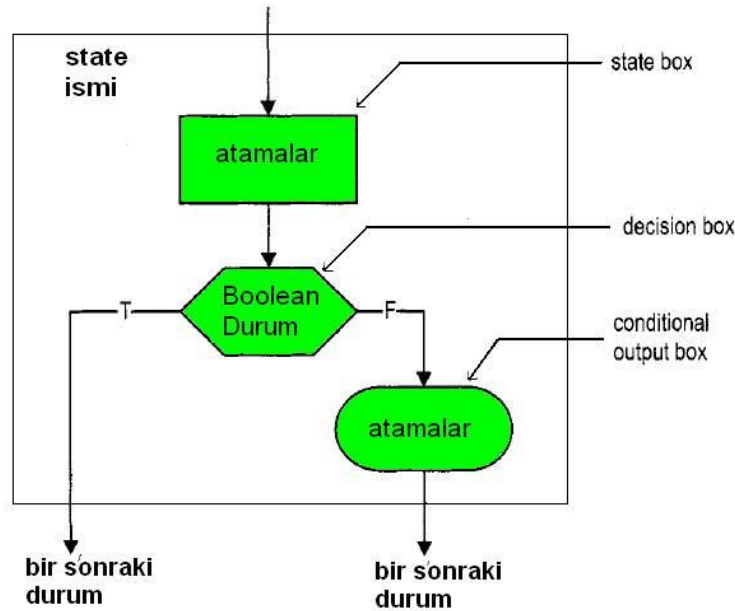 state
ismi
state box
atamalar
decision box
Boolean
Durum
T
F
conditional
output box
atamalar
bir sonraki
durum
bir sonraki
durum